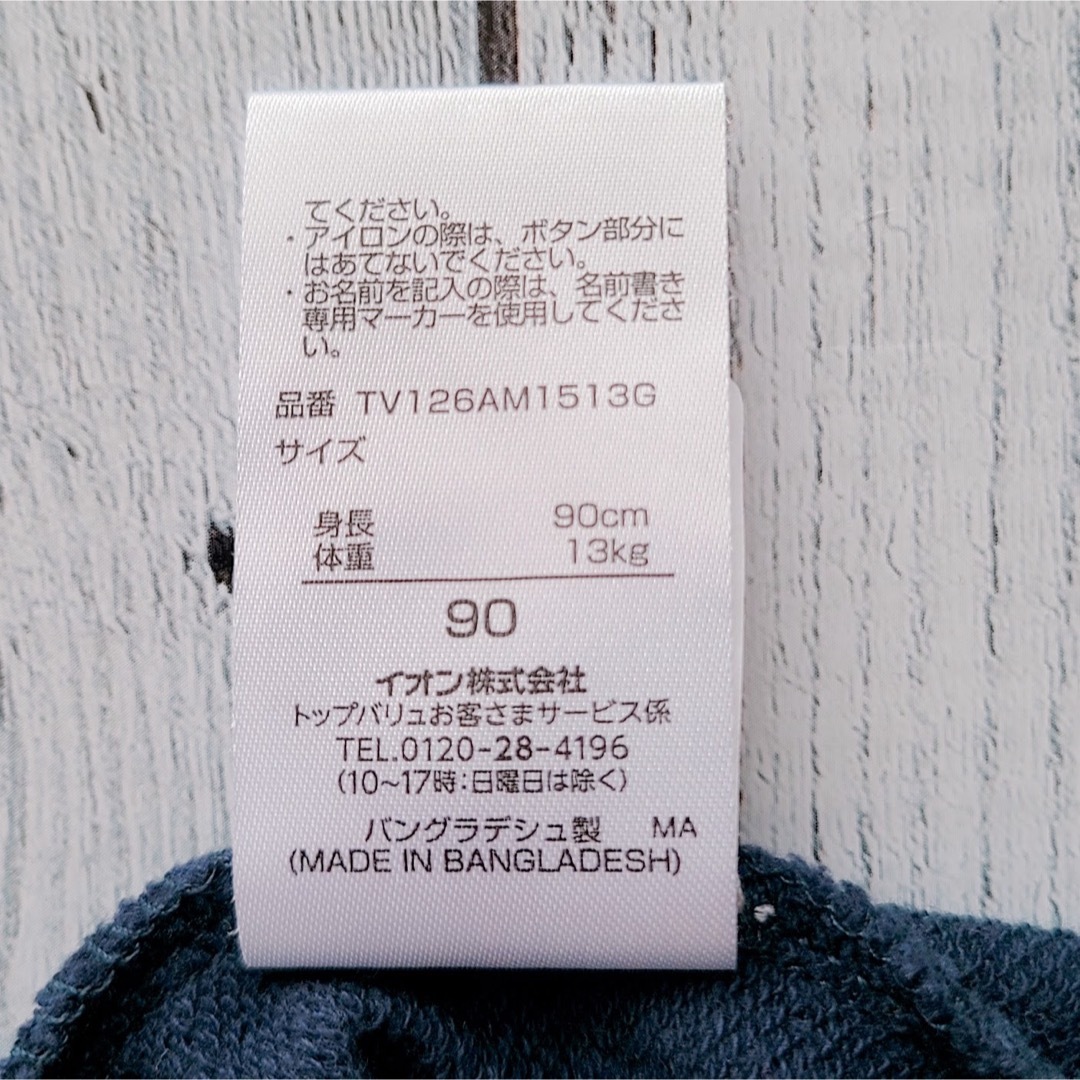 てください。
・アイロンの際は、ボタン部分に
はあてないでください。
・お名前を記入の際は、名前書き
専用マーカーを使用してくださ
い。
品番 TV126AM1513G
サイズ
身長 90cm
体重 13kg
90
イオン株式会社
トップバリュお客さまサービス係
TEL.0120-28-4196
(10~17時:日曜日は除く)
バングラデシュ製 MA
(MADE IN BANGLADESH)